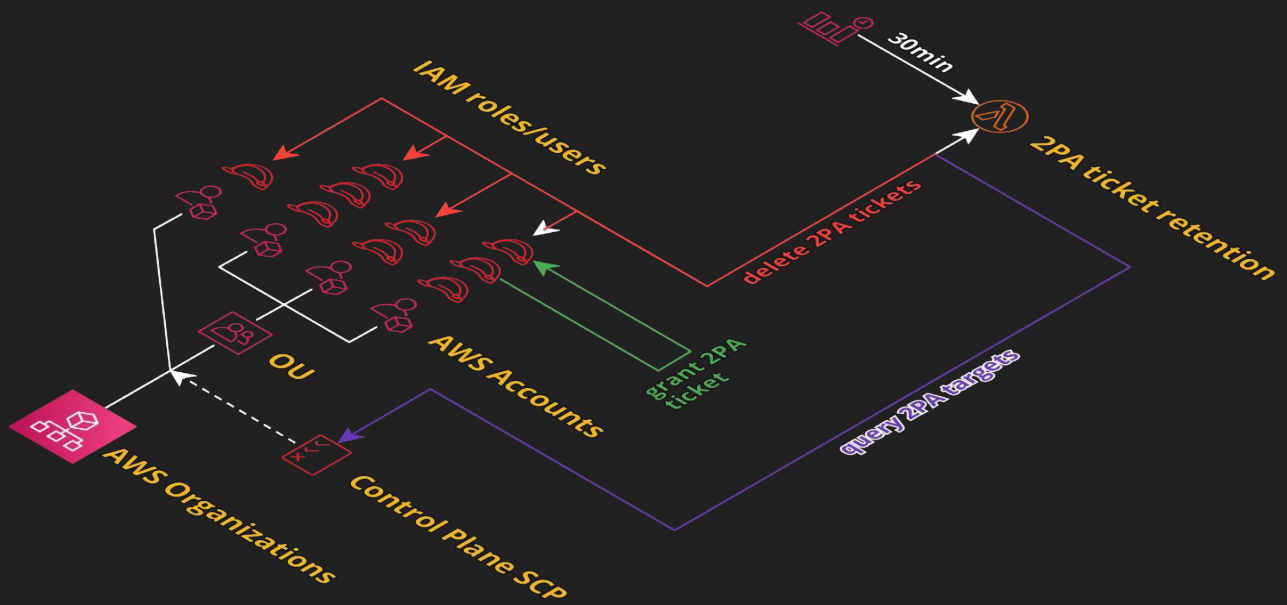 30min
IAM roles/users
2PA ticket retention
delete 2PA tickets
OU
AWS Accounts
grant 2PA
ticket
query 2PA targets
AWS Organizations
Control Plane SCP